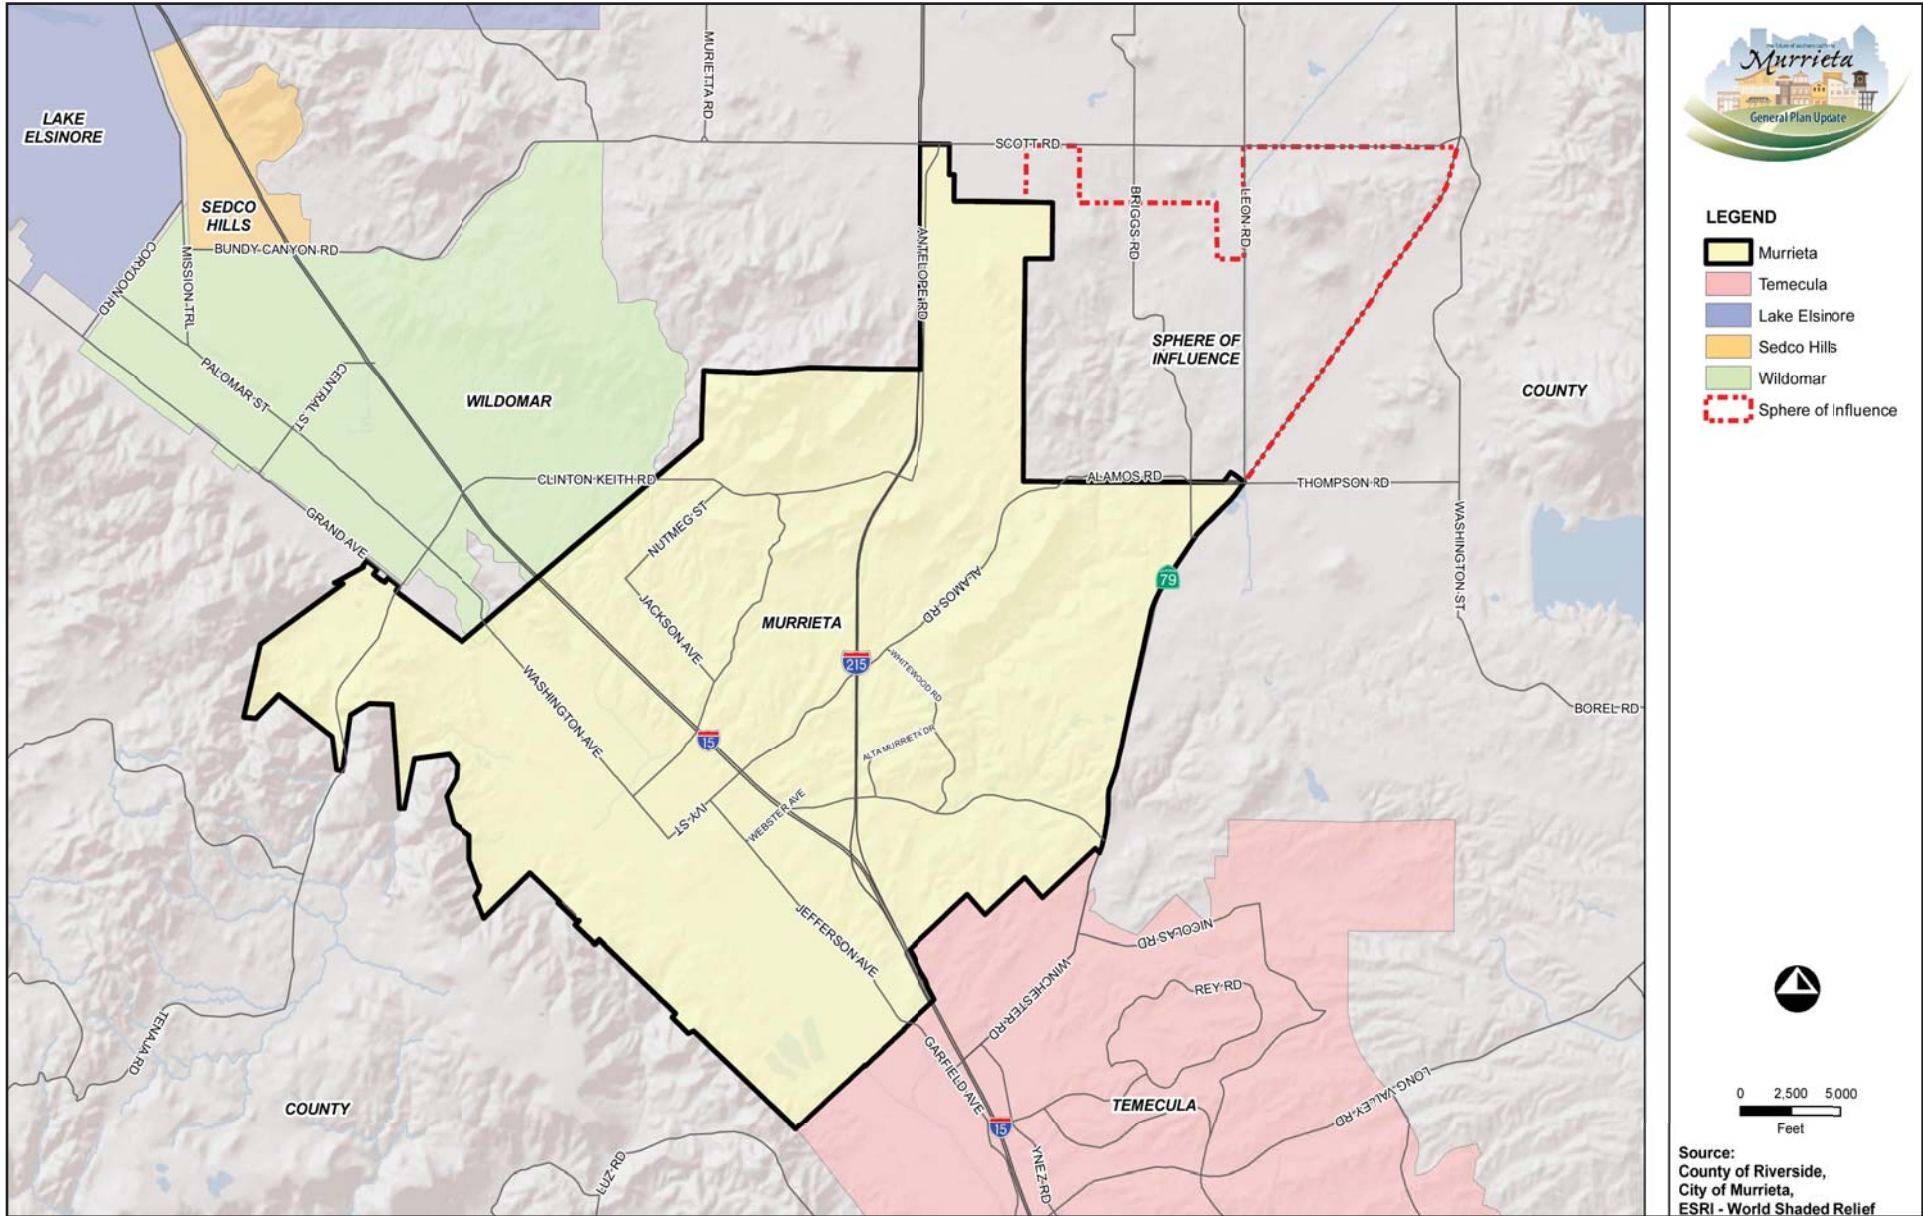 LAKE
ELSINORE
SEDCO
HILLS
BUNDY CANYON RD
CORYDON RD
MISSION TRL
PALOMAR ST
CENTRAL ST
WILDOMAR
CLINTON KEITH RD
GRAND AVE
MURIETTA RD
SCOTT RD
ANTELOPE RD
BRIGGS RD
LEON RD
SPHERE OF
INFLUENCE
COUNTY
ALAMOS RD
THOMPSON RD
WASHINGTON ST
BOREL RD
NUTMEG ST
JACKSON AVE
MURRIETA
ALAMOS RD
79
215
WHITEWOOD RD
ALTA MURRIETA DR
WASHINGTON AVE
15
IVY ST
WEBSTER AVE
JEFFERSON AVE
NICOLAS RD
WINCHESTER RD
REY RD
GARFIELD AVE
LONG VALLEY RD
TEMECULA
15
YNEZ RD
TENAJA RD
COUNTY
LUZ RD
the future of southern california
Murrieta
General Plan Update
LEGEND
Murrieta
Temecula
Lake Elsinore
Sedco Hills
Wildomar
Sphere of Influence
0 2,500 5,000
Feet
Source:
County of Riverside,
City of Murrieta,
ESRI - World Shaded Relief